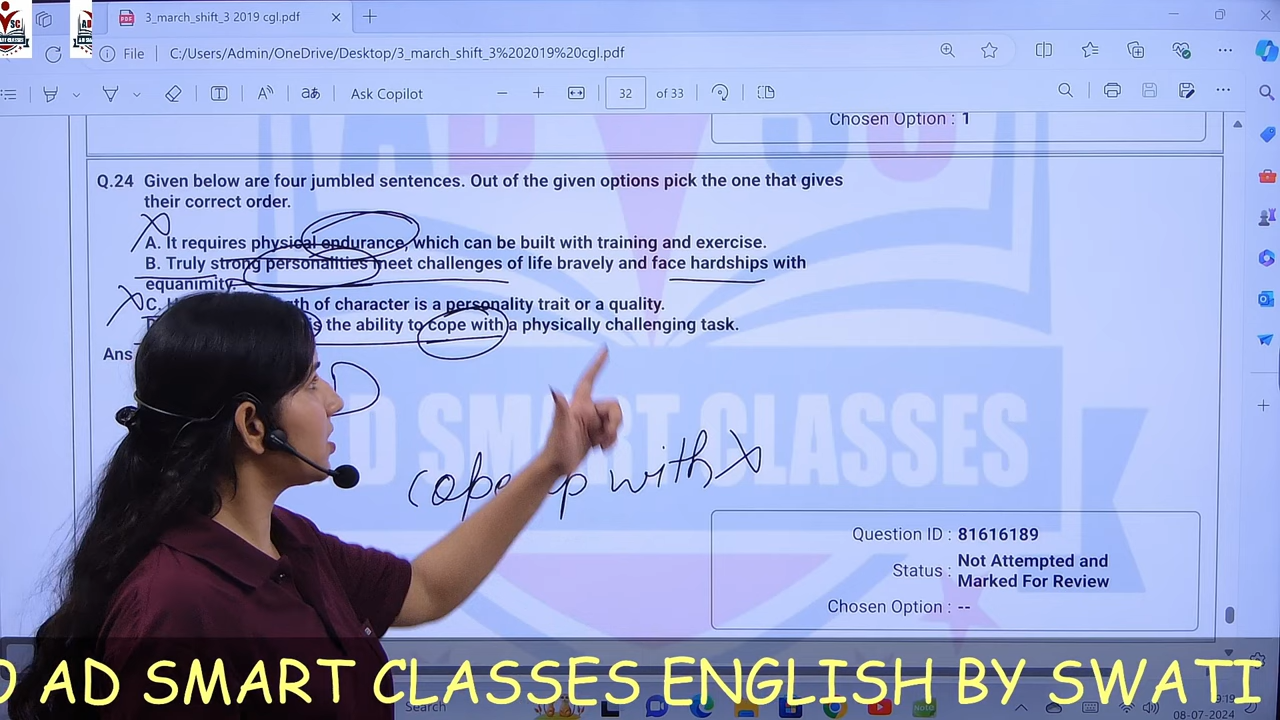 3_march_shift_3 2019 cgl.pdf
File C:/Users/Admin/OneDrive/Desktop/3_march_shift_3%202019%20cgl.pdf
Ask Copilot 32 of 33
Chosen Option : 1
Q.24 Given below are four jumbled sentences. Out of the given options pick the one that gives
their correct order.
A. It requires physical endurance, which can be built with training and exercise.
B. Truly strong personalities meet challenges of life bravely and face hardships with
equanimity.
C. of character is a personality trait or a quality.
the ability to cope with a physically challenging task.
Ans
D
with
AD SMART CLASSES
Question ID : 81616189
Status : Not Attempted and
Marked For Review
Chosen Option : --
AD SMART CLASSES ENGLISH BY SWATI
Search
08-07-2024